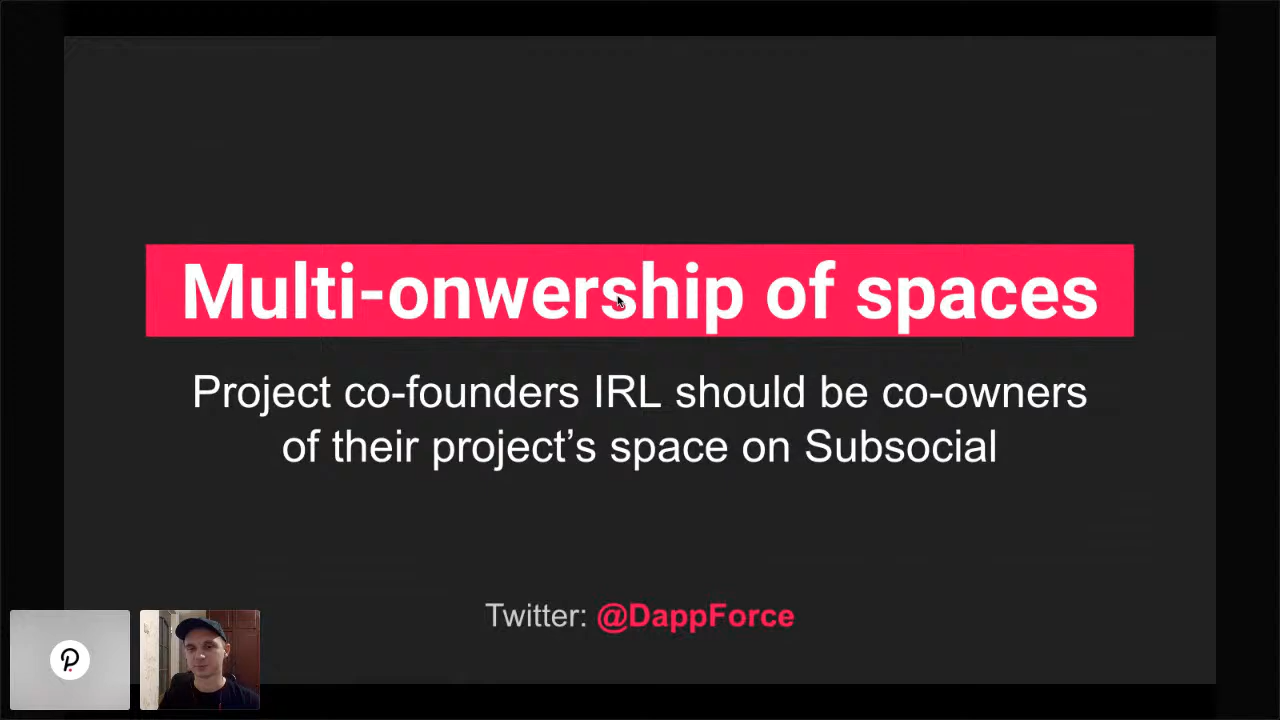 Multi-onwership of spaces
Project co-founders IRL should be co-owners
of their project’s space on Subsocial
Twitter: @DappForce